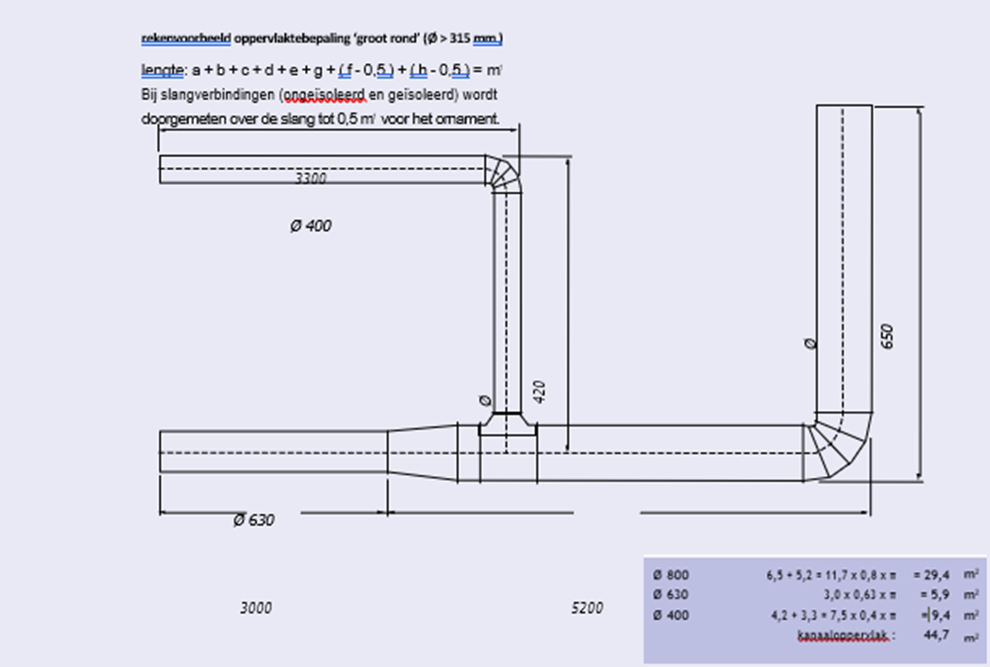 rekenvoorbeeld oppervlaktebepaling ‘groot rond’ (Ø > 315 mm.)
lengte: a + b + c + d + e + g + (f - 0,5) + (h - 0,5) = m¹
Bij slangverbindingen (ongeïsoleerd en geïsoleerd) wordt
doorgemeten over de slang tot 0,5 m¹ voor het ornament.
3300
Ø 400
Ø
650
420
Ø
Ø 630
3000
5200
Ø 800 6,5 + 5,2 = 11,7 x 0,8 x π = 29,4 m²
Ø 630 3,0 x 0,63 x π = 5,9 m²
Ø 400 4,2 + 3,3 = 7,5 x 0,4 x π = 9,4 m²
kanaaloppervlak : 44,7 m²